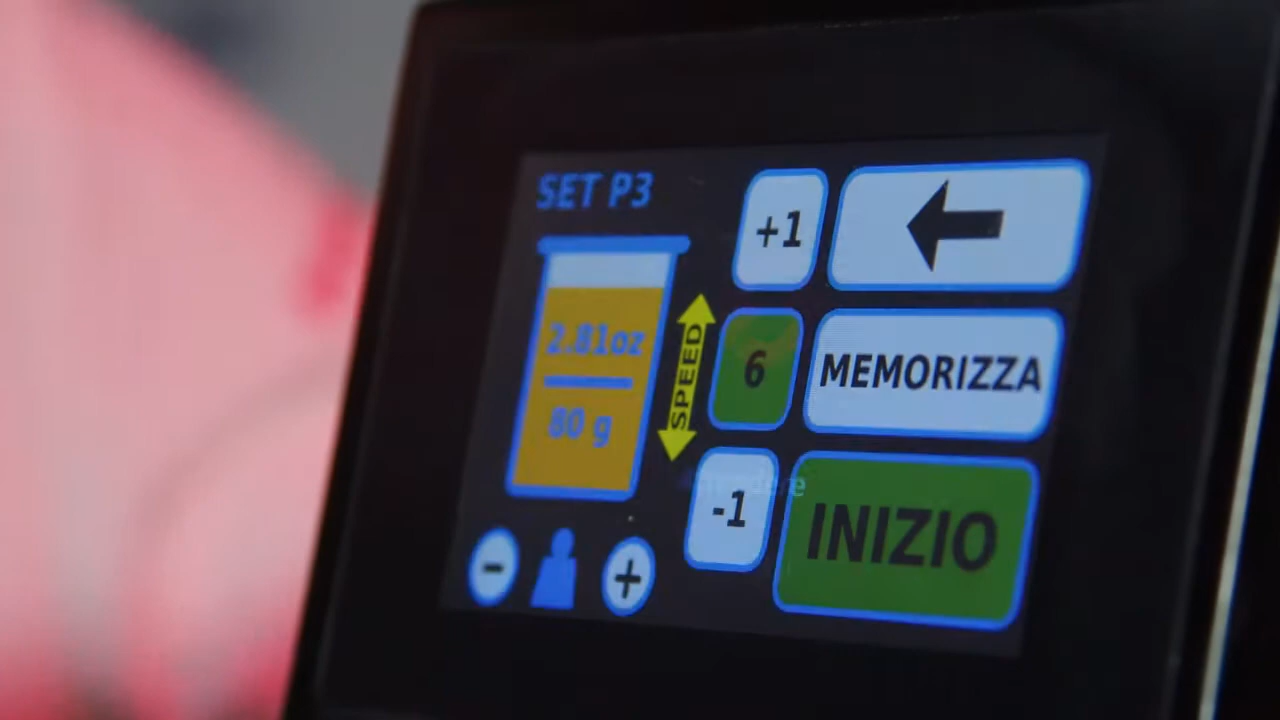 SET P3
+1
2.81oz
80 g
SPEED
6
MEMORIZZA
-1
INIZIO
-
+